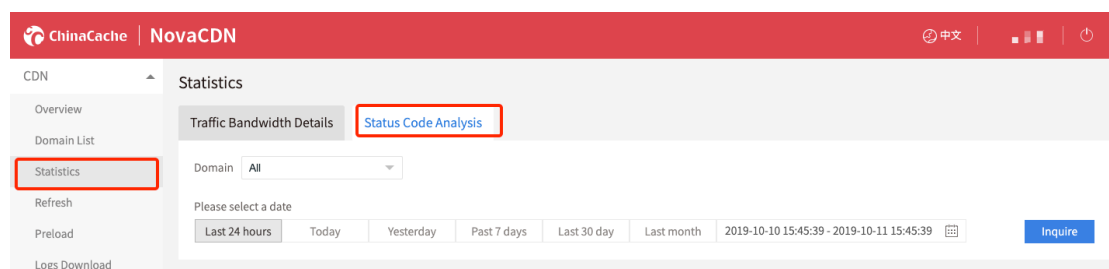 ChinaCache NovaCDN 中文
CDN
Statistics
Overview
Traffic Bandwidth Details Status Code Analysis
Domain List
Domain All
Statistics
Refresh
Please select a date
Preload
Last 24 hours Today Yesterday Past 7 days Last 30 day Last month 2019-10-10 15:45:39 - 2019-10-11 15:45:39 Inquire
Logs Download